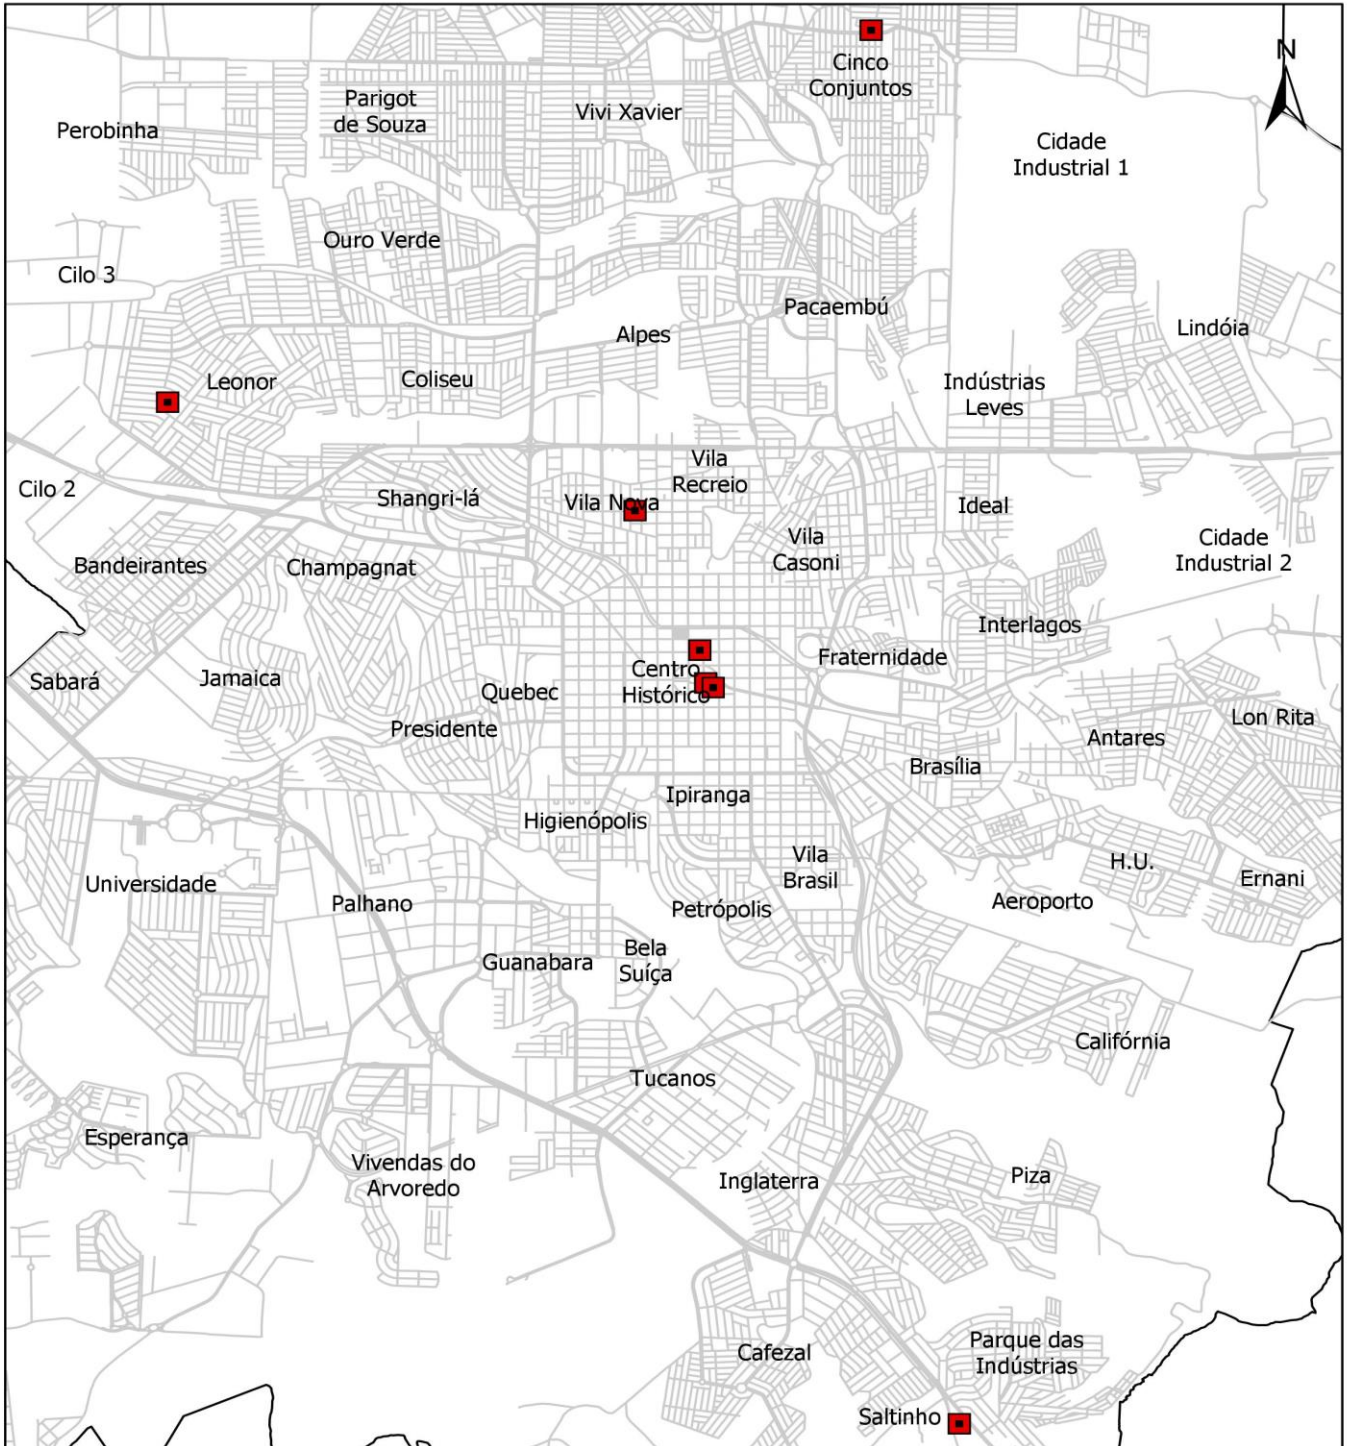 N
Cinco
Conjuntos
Parigot
de Souza
Vivi Xavier
Perobinha
Cidade
Industrial 1
Ouro Verde
Cilo 3
Pacaembú
Lindóia
Alpes
Leonor
Coliseu
Indústrias
Leves
Vila
Recreio
Cilo 2
Shangri-lá
Vila Nova
Ideal
Vila
Casoni
Cidade
Industrial 2
Bandeirantes
Champagnat
Interlagos
Fraternidade
Centro
Histórico
Sabará
Jamaica
Quebec
Lon Rita
Presidente
Antares
Brasília
Ipiranga
Higienópolis
Vila
Brasil
H.U.
Ernani
Universidade
Palhano
Petrópolis
Aeroporto
Guanabara
Bela
Suíça
Califórnia
Tucanos
Esperança
Vivendas do
Arvoredo
Inglaterra
Piza
Parque das
Indústrias
Cafezal
Saltinho